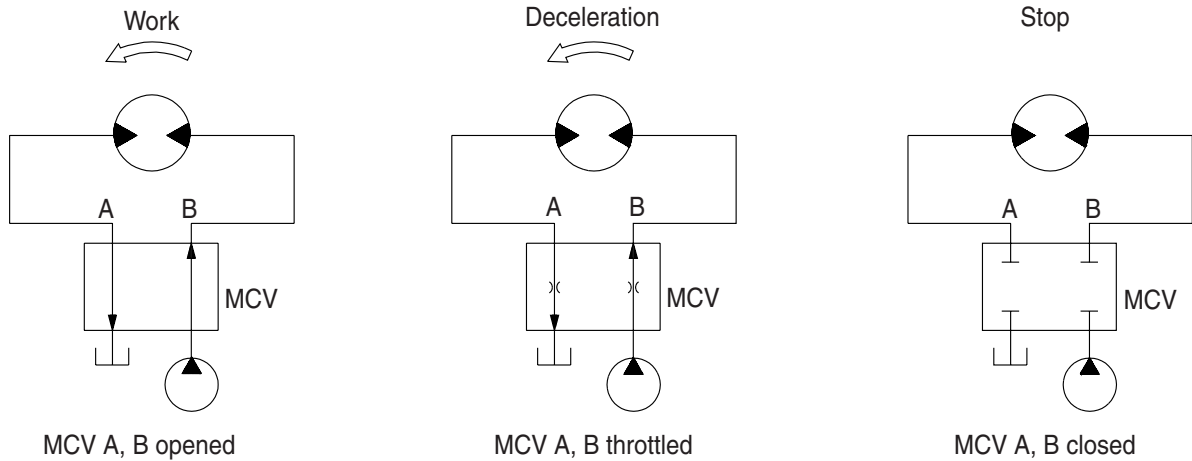 Work
Deceleration
Stop
A B
A B
A B
MCV
MCV
MCV
MCV A, B opened
MCV A, B throttled
MCV A, B closed